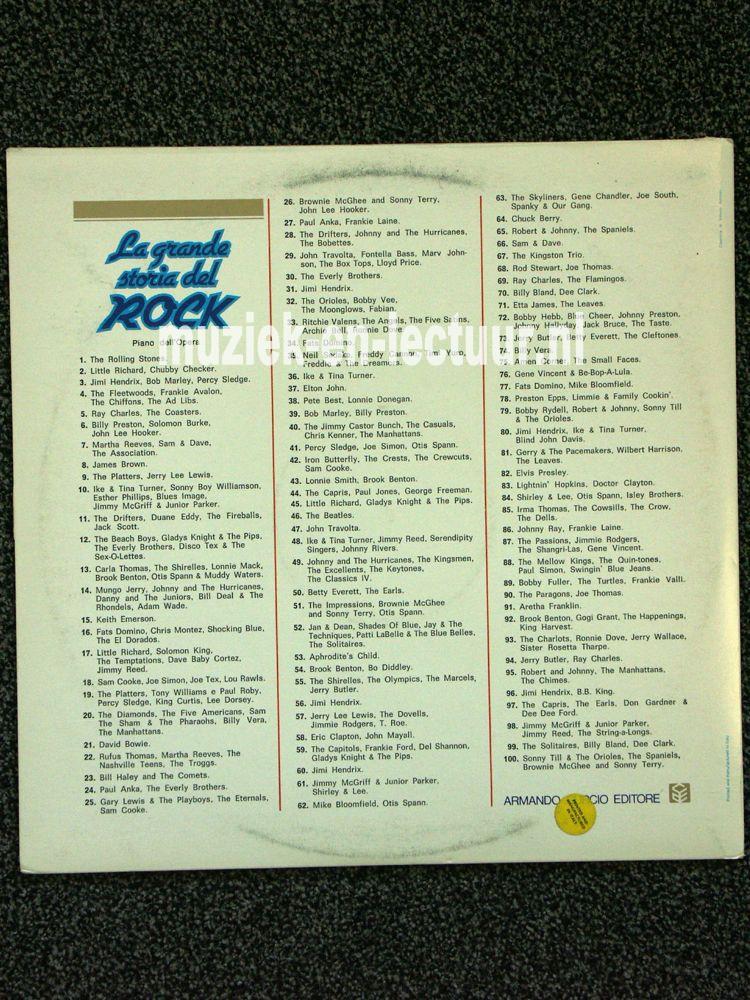 La grande
storia del
ROCK
Piano dell'Opera
1. The Rolling Stone
2. Little Richard, Chubby Checker.
3. Jimi Hendrix, Bob Marley, Percy Sledge.
4. The Fleetwoods, Frankie Avalon,
The Chiffons, The Ad Libs.
5. Ray Charles, The Coasters.
6. Billy Preston, Solomon Burke,
John Lee Hooker.
7. Martha Reeves, Sam & Dave,
The Association.
8. James Brown.
9. The Platters, Jerry Lee Lewis.
10. Ike & Tina Turner, Sonny Boy Williamson,
Esther Phillips, Blues Image,
Jimmy McGriff & Junior Parker.
11. The Drifters, Duane Eddy, The Fireballs,
Jack Scott.
12. The Beach Boys, Gladys Knight & The Pips,
The Everly Brothers, Disco Tex & The
Sex-O-Lettes.
13. Carla Thomas, The Shirelles, Lonnie Mack,
Brook Benton, Otis Spann & Muddy Waters.
14. Mungo Jerry, Johnny and The Hurricanes,
Danny and the Juniors, Bill Deal & The
Rhondels, Adam Wade.
15. Keith Emerson.
16. Fats Domino, Chris Montez, Shocking Blue,
The El Dorados.
17. Little Richard, Solomon King,
The Temptations, Dave Baby Cortez,
Jimmy Reed.
18. Sam Cooke, Joe Simon, Joe Tex, Lou Rawls.
19. The Platters, Tony Williams e Paul Roby,
Percy Sledge, King Curtis, Lee Dorsey.
20. The Diamonds, The Five Americans, Sam
The Sham & The Pharaohs, Billy Vera,
The Manhattans.
21. David Bowie.
22. Rufus Thomas, Martha Reeves, The
Nashville Teens, The Troggs.
23. Bill Haley and The Comets.
24. Paul Anka, The Everly Brothers.
25. Gary Lewis & The Playboys, The Eternals,
Sam Cooke.
26. Brownie McGhee and Sonny Terry,
John Lee Hooker.
27. Paul Anka, Frankie Laine.
28. The Drifters, Johnny and The Hurricanes,
The Bobettes.
29. John Travolta, Fontella Bass, Marv John-
son, The Box Tops, Lloyd Price.
30. The Everly Brothers.
31. Jimi Hendrix.
32. The Orioles, Bobby Vee,
The Moonglows, Fabian.
33. Ritchie Valens, The Angels, The Five Satins,
Archie Bell, Ronnie Dove.
34. Fats Domino.
35. Neil Sedaka, Freddy Cannon, Timi Yuro,
Freddie & The Dreamers.
36. Ike & Tina Turner.
37. Elton John.
38. Pete Best, Lonnie Donegan.
39. Bob Marley, Billy Preston.
40. The Jimmy Castor Bunch, The Casuals,
Chris Kenner, The Manhattans.
41. Percy Sledge, Joe Simon, Otis Spann.
42. Iron Butterfly, The Crests, The Crewcuts,
Sam Cooke.
43. Lonnie Smith, Brook Benton.
44. The Capris, Paul Jones, George Freeman.
45. Little Richard, Gladys Knight & The Pips.
46. The Beatles.
47. John Travolta.
48. Ike & Tina Turner, Jimmy Reed, Serendipity
Singers, Johnny Rivers.
49. Johnny and The Hurricanes, The Kingsmen,
The Excellents, The Keytones,
The Classics IV.
50. Betty Everett, The Earls.
51. The Impressions, Brownie McGhee
and Sonny Terry, Otis Spann.
52. Jan & Dean, Shades Of Blue, Jay & The
Techniques, Patti LaBelle & The Blue Belles,
The Solitaires.
53. Aphrodite's Child.
54. Brook Benton, Bo Diddley.
55. The Shirelles, The Olympics, The Marcels,
Jerry Butler.
56. Jimi Hendrix.
57. Jerry Lee Lewis, The Dovells,
Jimmie Rodgers, T. Roe.
58. Eric Clapton, John Mayall.
59. The Capitols, Frankie Ford, Del Shannon,
Gladys Knight & The Pips.
60. Jimi Hendrix.
61. Jimmy McGriff & Junior Parker,
Shirley & Lee.
62. Mike Bloomfield, Otis Spann.
63. The Skyliners, Gene Chandler, Joe South,
Spanky & Our Gang.
64. Chuck Berry.
65. Robert & Johnny, The Spaniels.
66. Sam & Dave.
67. The Kingston Trio.
68. Rod Stewart, Joe Thomas.
69. Ray Charles, The Flamingos.
70. Billy Bland, Dee Clark.
71. Etta James, The Leaves.
72. Bobby Hebb, Blue Cheer, Johnny Preston,
Johnny Hallyday, Jack Bruce, The Taste.
73. Jerry Butler, Betty Everett, The Cleftones.
74. Billy Vera.
75. Amen Corner, The Small Faces.
76. Gene Vincent & Be-Bop-A-Lula.
77. Fats Domino, Mike Bloomfield.
78. Preston Epps, Limmie & Family Cookin'.
79. Bobby Rydell, Robert & Johnny, Sonny Till
& The Orioles.
80. Jimi Hendrix, Ike & Tina Turner,
Blind John Davis.
81. Gerry & The Pacemakers, Wilbert Harrison,
The Leaves.
82. Elvis Presley.
83. Lightnin' Hopkins, Doctor Clayton.
84. Shirley & Lee, Otis Spann, Isley Brothers.
85. Irma Thomas, The Cowsills, The Crow,
The Dells.
86. Johnny Ray, Frankie Laine.
87. The Passions, Jimmie Rodgers,
The Shangri-Las, Gene Vincent.
88. The Mellow Kings, The Quin-tones,
Paul Simon, Swingin' Blue Jeans.
89. Bobby Fuller, The Turtles, Frankie Valli.
90. The Paragons, Joe Thomas.
91. Aretha Franklin.
92. Brook Benton, Gogi Grant, The Happenings,
King Harvest.
93. The Charlots, Ronnie Dove, Jerry Wallace,
Sister Rosetta Tharpe.
94. Jerry Butler, Ray Charles.
95. Robert and Johnny, The Manhattans,
The Chimes.
96. Jimi Hendrix, B.B. King.
97. The Capris, The Earls, Don Gardner &
Dee Dee Ford.
98. Jimmy McGriff & Junior Parker,
Jimmy Reed, The String-a-Longs.
99. The Solitaires, Billy Bland, Dee Clark.
100. Sonny Till & The Orioles, The Spaniels,
Brownie McGhee and Sonny Terry.
ARMANDO CURCIO EDITORE
muziek-en-lectuur.nl